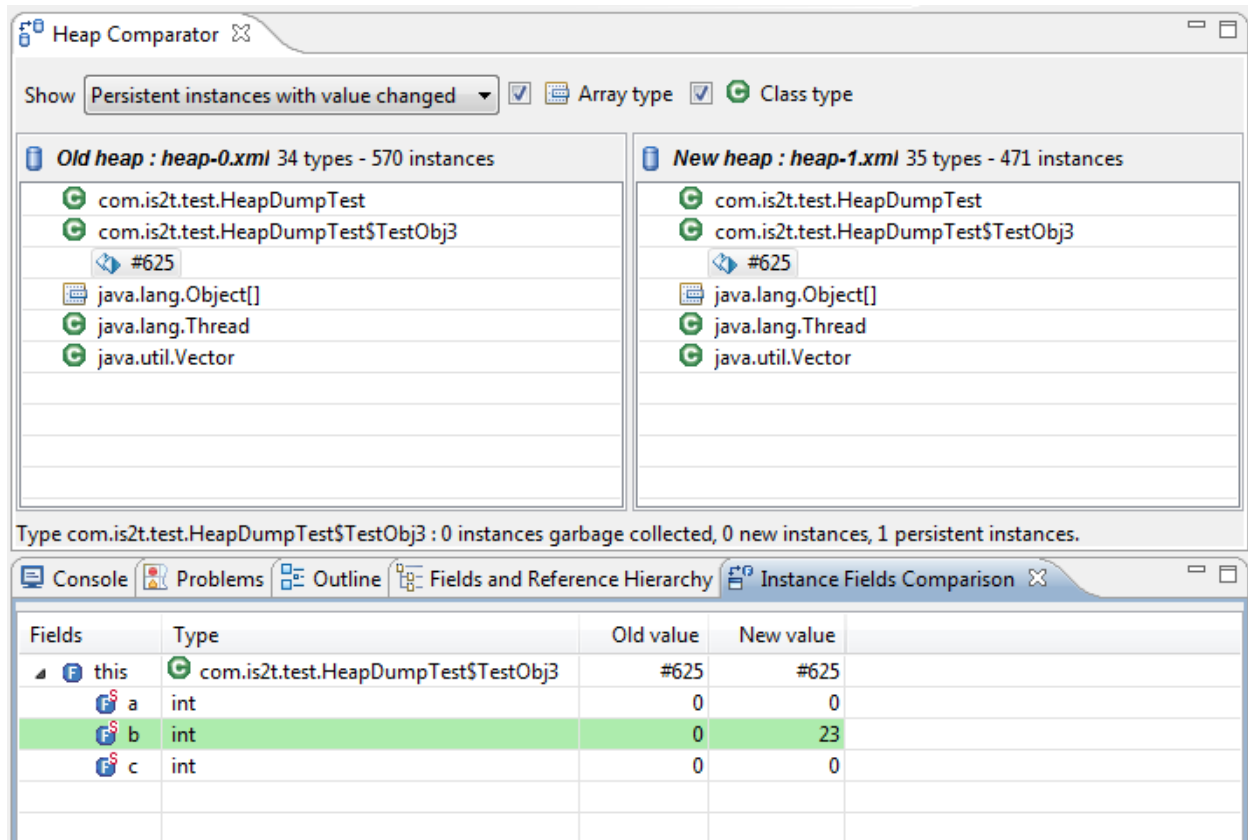 Heap Comparator
Show Persistent instances with value changed Array type Class type
Old heap : heap-0.xml 34 types - 570 instances
com.is2t.test.HeapDumpTest
com.is2t.test.HeapDumpTest$TestObj3
#625
java.lang.Object[]
java.lang.Thread
java.util.Vector
New heap : heap-1.xml 35 types - 471 instances
com.is2t.test.HeapDumpTest
com.is2t.test.HeapDumpTest$TestObj3
#625
java.lang.Object[]
java.lang.Thread
java.util.Vector
Type com.is2t.test.HeapDumpTest$TestObj3 : 0 instances garbage collected, 0 new instances, 1 persistent instances.
Console Problems Outline Fields and Reference Hierarchy Instance Fields Comparison
Fields Type Old value New value
this com.is2t.test.HeapDumpTest$TestObj3 #625 #625
a int 0 0
b int 0 23
c int 0 0